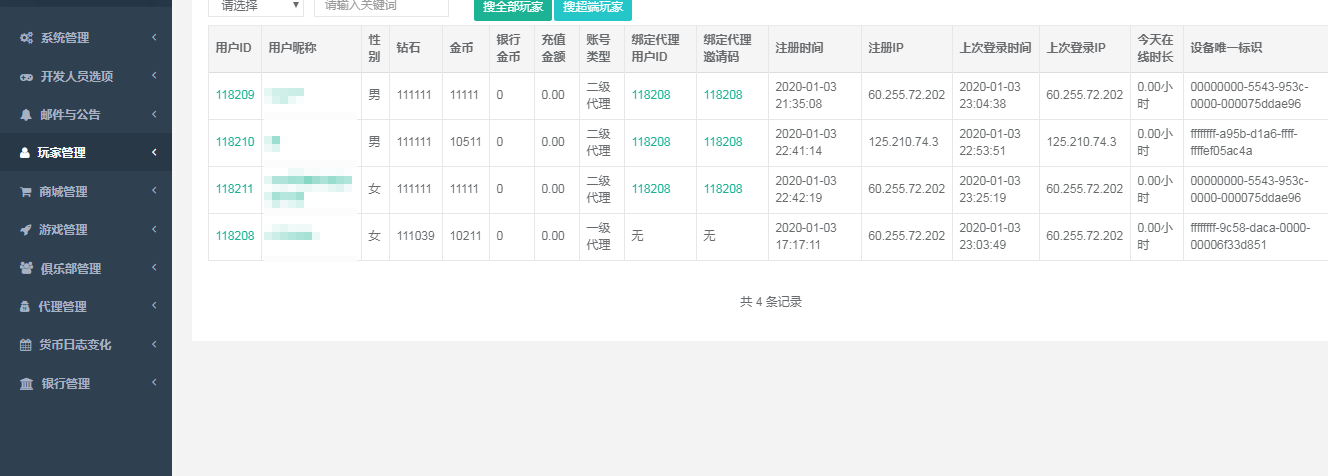 请选择 请输入关键词 搜全部玩家 搜超端玩家
系统管理
开发人员选项
邮件与公告
玩家管理
商城管理
游戏管理
俱乐部管理
代理管理
货币日志变化
银行管理
用户ID 用户昵称 性别 钻石 金币 银行金币 充值金额 账号类型 绑定代理用户ID 绑定代理邀请码 注册时间 注册IP 上次登录时间 上次登录IP 今天在线时长 设备唯一标识
118209 男 111111 11111 0 0.00 二级代理 118208 118208 2020-01-03 21:35:08 60.255.72.202 2020-01-03 23:04:38 60.255.72.202 0.00小时 00000000-5543-953c-0000-000075ddae96
118210 男 111111 10511 0 0.00 二级代理 118208 118208 2020-01-03 22:41:14 125.210.74.3 2020-01-03 22:53:51 125.210.74.3 0.00小时 ffffffff-a95b-d1a6-ffff-ffffef05ac4a
118211 女 111111 11111 0 0.00 二级代理 118208 118208 2020-01-03 22:42:19 60.255.72.202 2020-01-03 23:25:19 60.255.72.202 0.00小时 00000000-5543-953c-0000-000075ddae96
118208 女 111039 10211 0 0.00 一级代理 无 无 2020-01-03 17:17:11 60.255.72.202 2020-01-03 23:03:49 60.255.72.202 0.00小时 ffffffff-9c58-daca-0000-00006f33d851
共 4 条记录